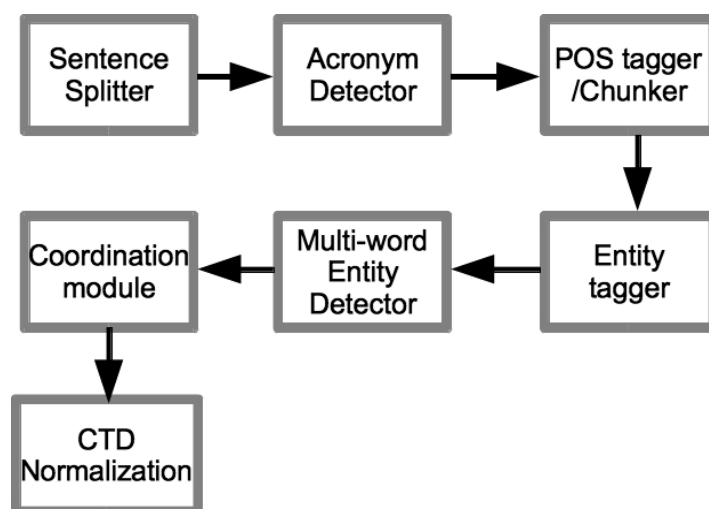 Sentence
Splitter
Acronym
Detector
POS tagger
/Chunker
Entity
tagger
Multi-word
Entity
Detector
Coordination
module
CTD
Normalization